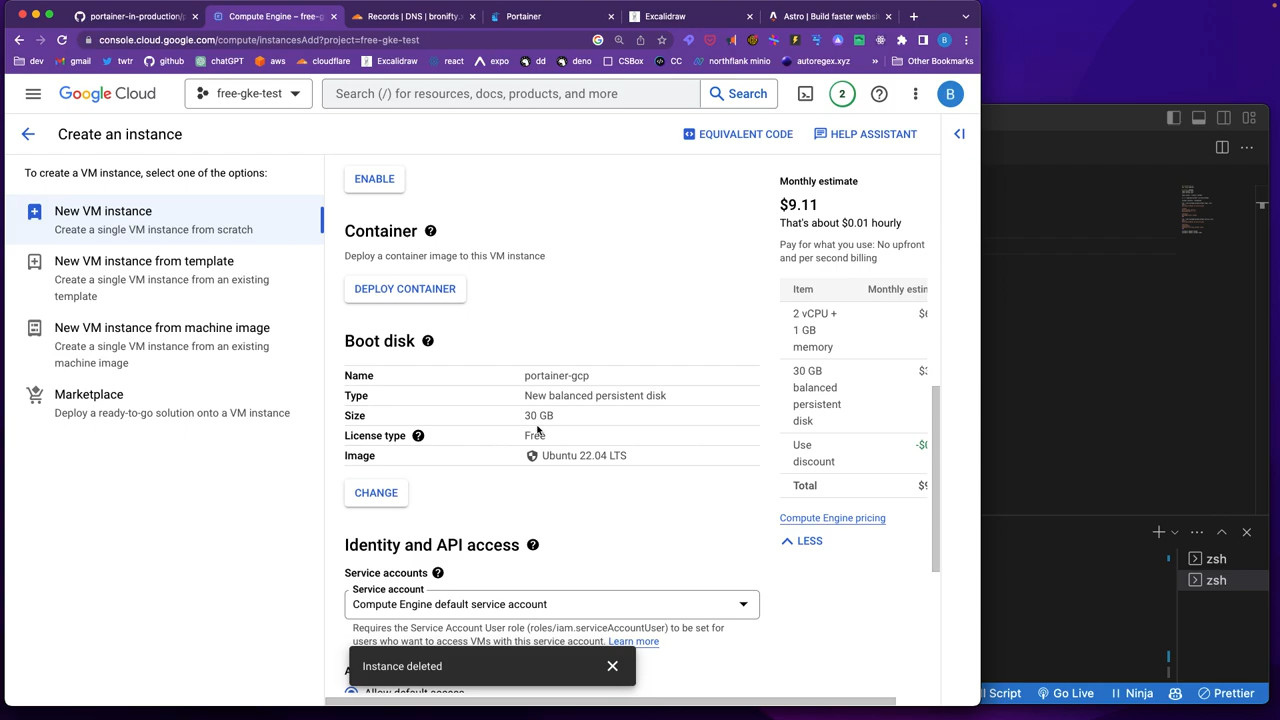 portainer-in-production/p
Compute Engine – free-g
Records | DNS | bronifty.
Portainer
Excalidraw
Astro | Build faster websi
console.cloud.google.com/compute/instancesAdd?project=free-gke-test
dev
gmail
twtr
github
chatGPT
aws
cloudflare
Excalidraw
react
expo
dd
deno
CSBox
CC
northflank minio
autoregex.xyz
»
Other Bookmarks
Google Cloud
free-gke-test
Search (/) for resources, docs, products, and more
Search
2
B
Create an instance
EQUIVALENT CODE
HELP ASSISTANT
To create a VM instance, select one of the options:
New VM instance
Create a single VM instance from scratch
New VM instance from template
Create a single VM instance from an existing
template
New VM instance from machine image
Create a single VM instance from an existing
machine image
Marketplace
Deploy a ready-to-go solution onto a VM instance
ENABLE
Container
Deploy a container image to this VM instance
DEPLOY CONTAINER
Boot disk
Name portainer-gcp
Type New balanced persistent disk
Size 30 GB
License type Free
Image Ubuntu 22.04 LTS
CHANGE
Identity and API access
Service accounts
Service account
Compute Engine default service account
Requires the Service Account User role (roles/iam.serviceAccountUser) to be set for
users who want to access VMs with this service account. Learn more
Instance deleted
Allow default access
Monthly estimate
$9.11
That's about $0.01 hourly
Pay for what you use: No upfront
and per second billing
Item Monthly estin
2 vCPU +
1 GB
memory
30 GB
balanced
persistent
disk
Use
discount
Total
Compute Engine pricing
LESS
zsh
zsh
Script
Go Live
Ninja
Prettier